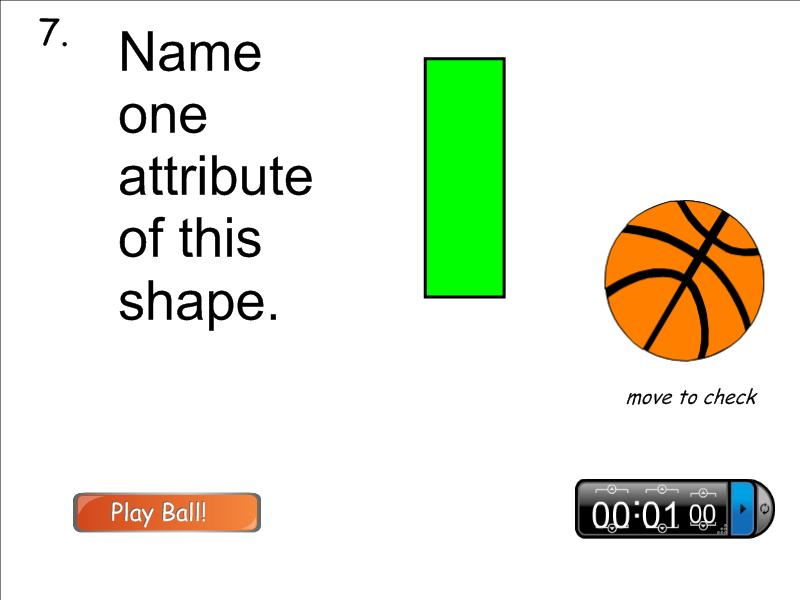 7.
Name
one
attribute
of this
shape.
move to check
Play Ball!
00:01 00